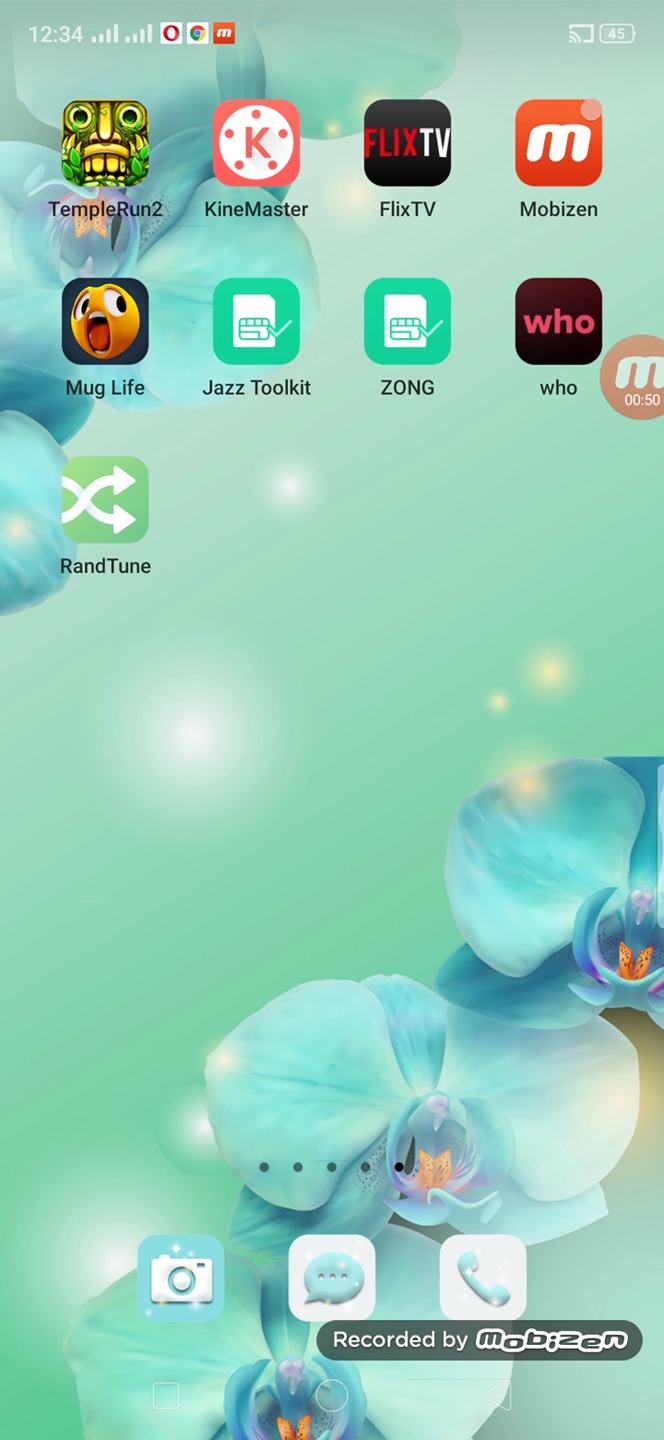 12:34
45
K
FLIXTV
m
TempleRun2 KineMaster FlixTV Mobizen
who
m
00:50
Mug Life Jazz Toolkit ZONG who
RandTune
Recorded by mobizen